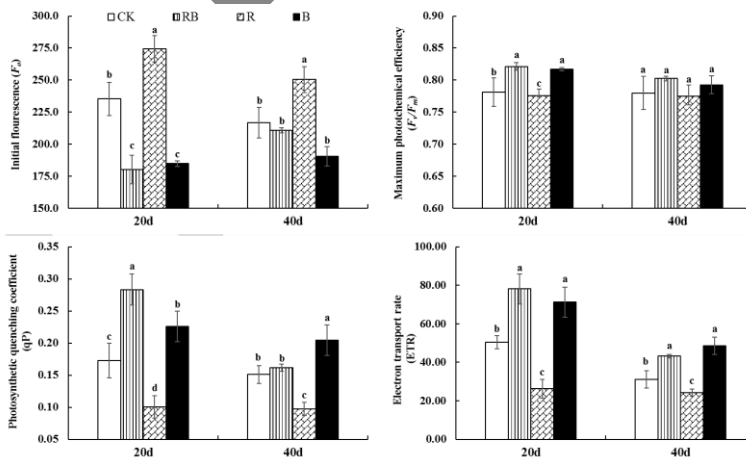 CK RB R B
Initial flourescence (Fo)
300.0
275.0
250.0
225.0
200.0
175.0
150.0
b c a c
b b a b
20d 40d
Maximum phototchemical efficiency
(Fv/Fm)
0.90
0.85
0.80
0.75
0.70
0.65
0.60
b a c a
a a a a
20d 40d
Photosynthetic quenching coefficient
(qP)
0.35
0.30
0.25
0.20
0.15
0.10
0.05
c a d b
b b c a
20d 40d
Electron transport rate
(ETR)
100.00
80.00
60.00
40.00
20.00
0.00
b a c a
b a c a
20d 40d